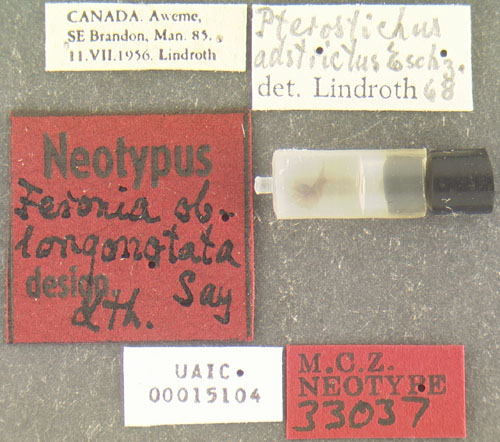 CANADA. Aweme,
SE Brandon, Man. 85.
11.VII.1956. Lindroth
Pterostichus
adstrictus Esch.
det. Lindroth 68
Neotypus
Feronia ob-
longonotata
Say
design.
Lth.
UAIC
00015104
M.C.Z.
NEOTYPE
33037